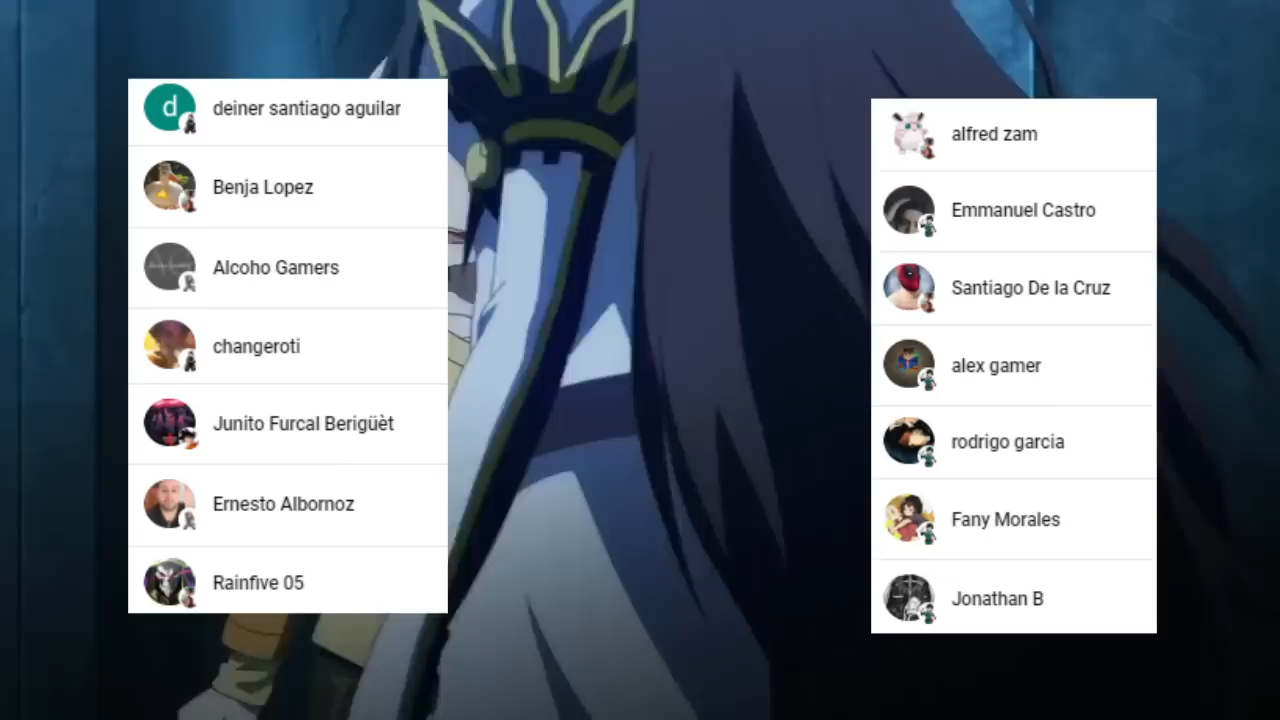 deiner santiago aguilar
Benja Lopez
Alcoho Gamers
changeroti
Junito Furcal Berigüèt
Ernesto Albornoz
Rainfive 05
alfred zam
Emmanuel Castro
Santiago De la Cruz
alex gamer
rodrigo garcia
Fany Morales
Jonathan B
d